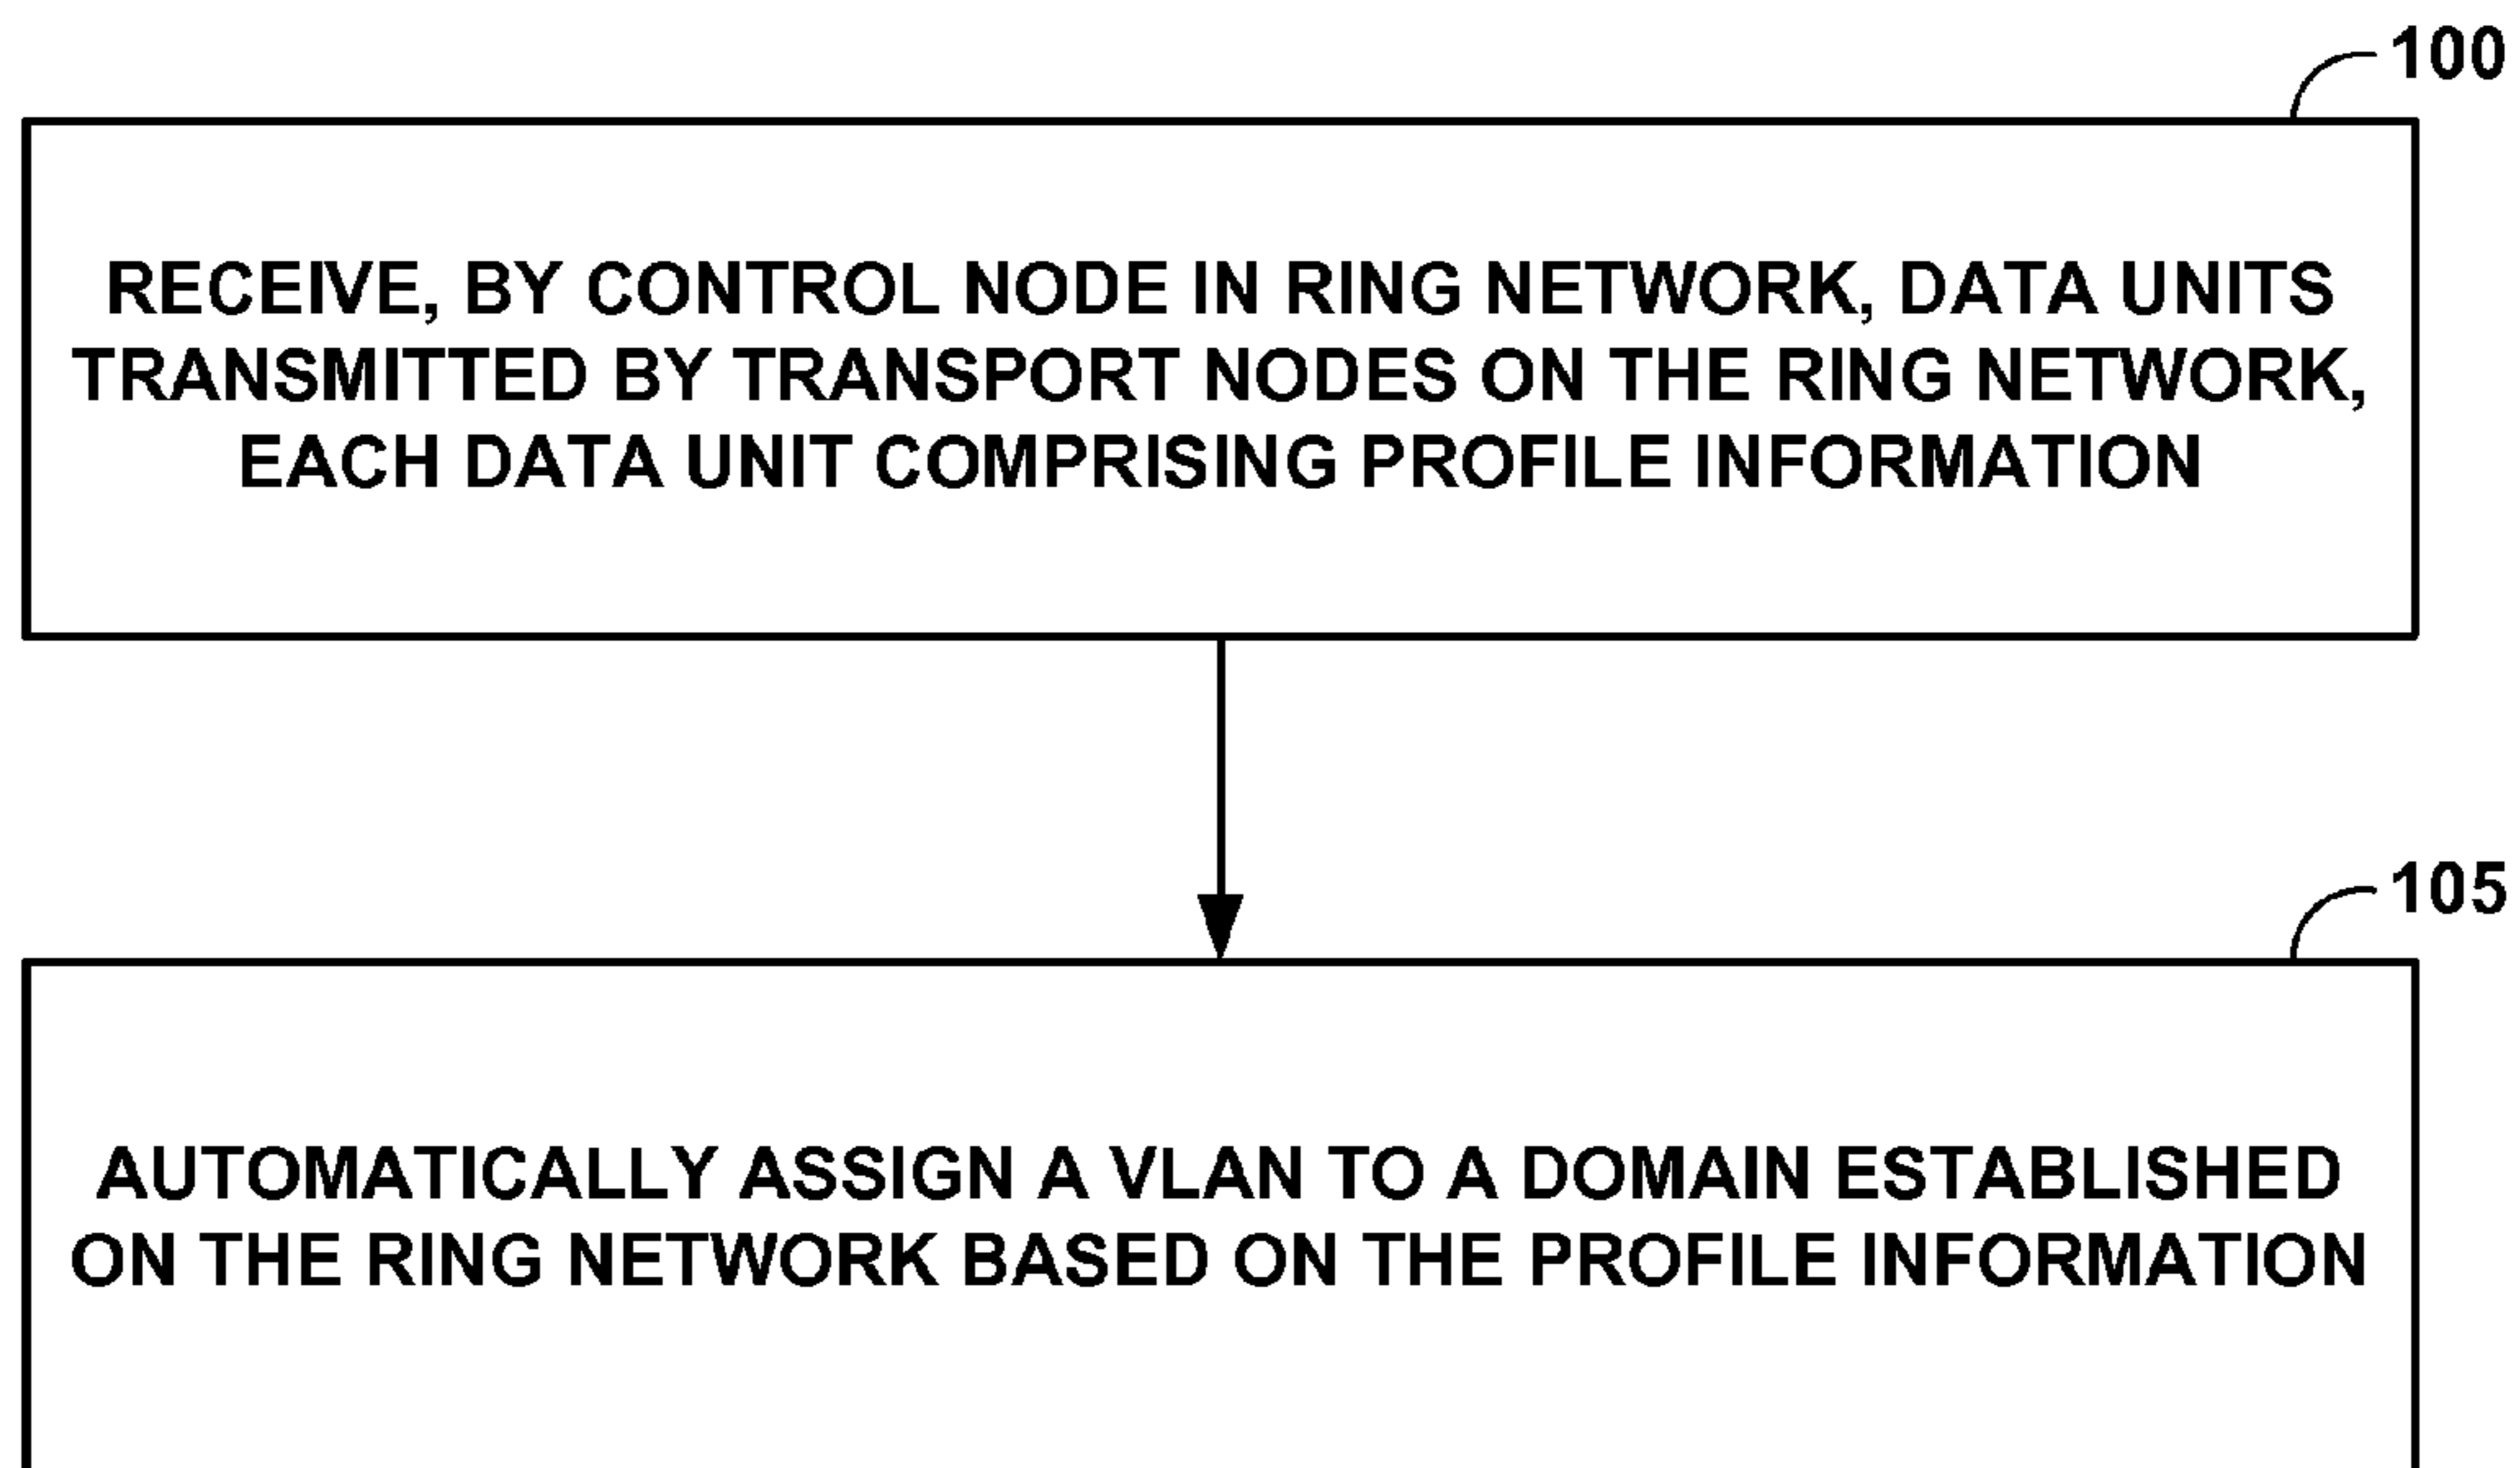 100
RECEIVE, BY CONTROL NODE IN RING NETWORK, DATA UNITS
TRANSMITTED BY TRANSPORT NODES ON THE RING NETWORK,
EACH DATA UNIT COMPRISING PROFILE INFORMATION
105
AUTOMATICALLY ASSIGN A VLAN TO A DOMAIN ESTABLISHED
ON THE RING NETWORK BASED ON THE PROFILE INFORMATION